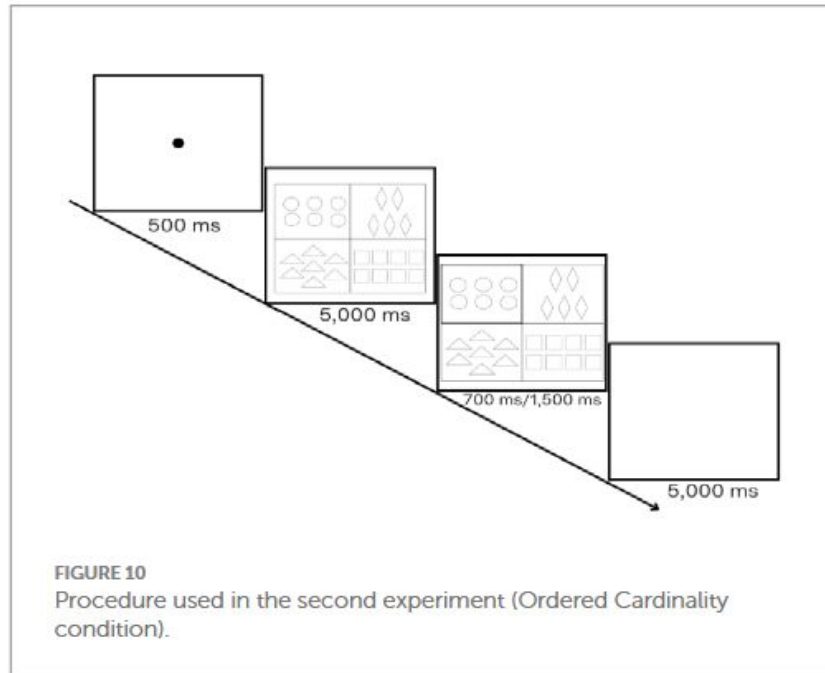 500 ms
5,000 ms
700 ms/1,500 ms
5,000 ms
FIGURE 10
Procedure used in the second experiment (Ordered Cardinality
condition).